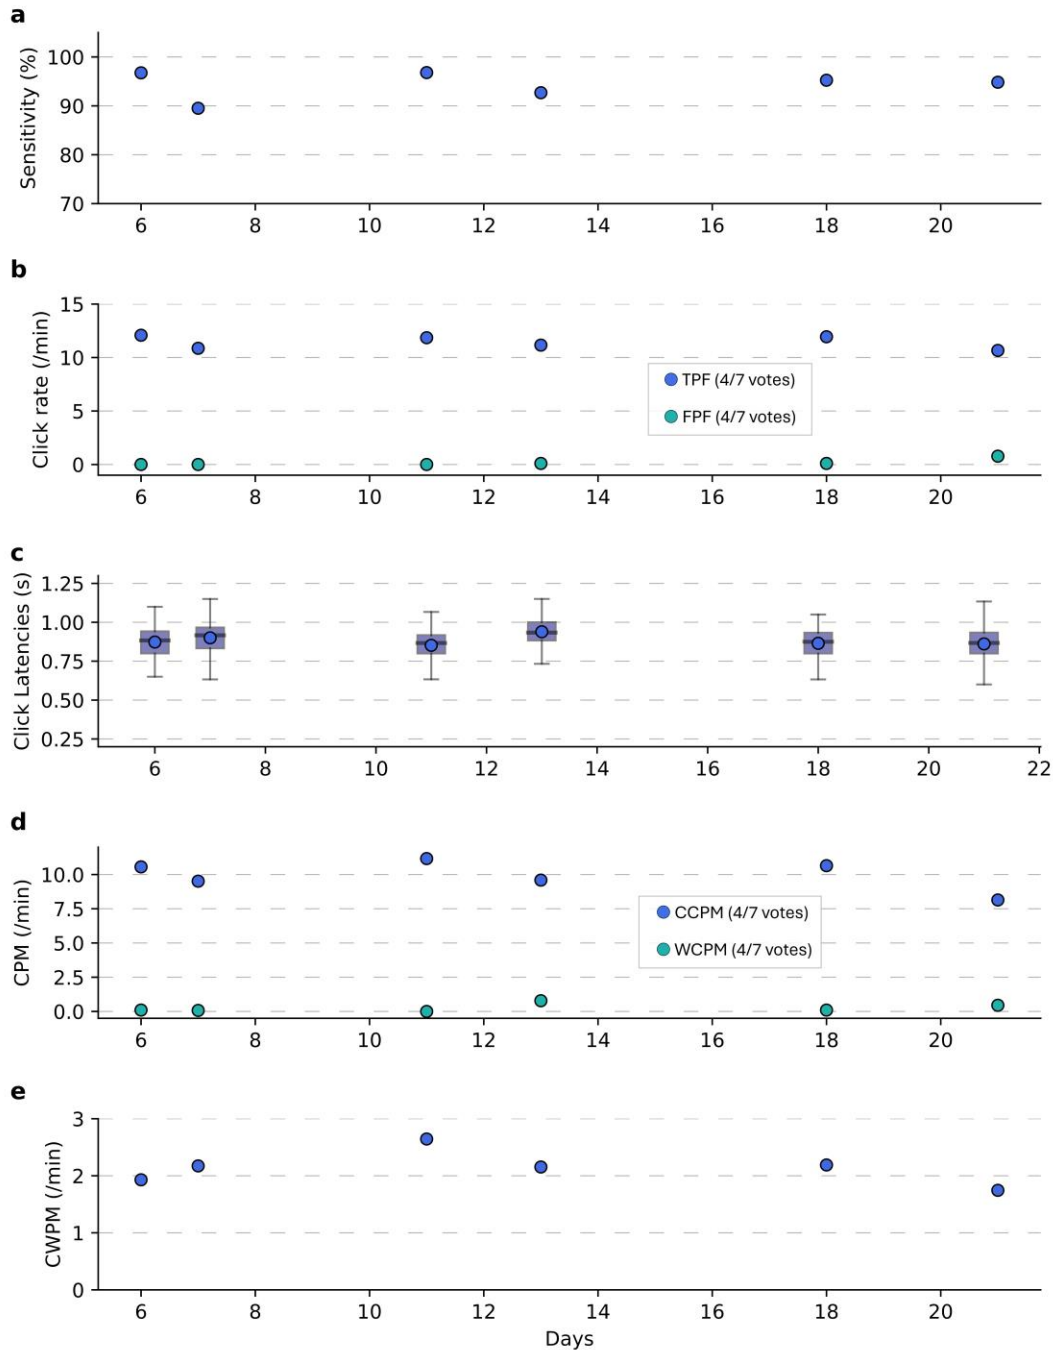 a
Sensitivity (%)
100
90
80
70
6 8 10 12 14 16 18 20
b
Click rate (/min)
15
10
5
0
TPF (4/7 votes)
FPF (4/7 votes)
6 8 10 12 14 16 18 20
c
Click Latencies (s)
1.25
1.00
0.75
0.50
0.25
6 8 10 12 14 16 18 20 22
d
CPM (/min)
10.0
7.5
5.0
2.5
0.0
CCPM (4/7 votes)
WCPM (4/7 votes)
6 8 10 12 14 16 18 20
e
CWPM (/min)
3
2
1
0
6 8 10 12 14 16 18 20
Days